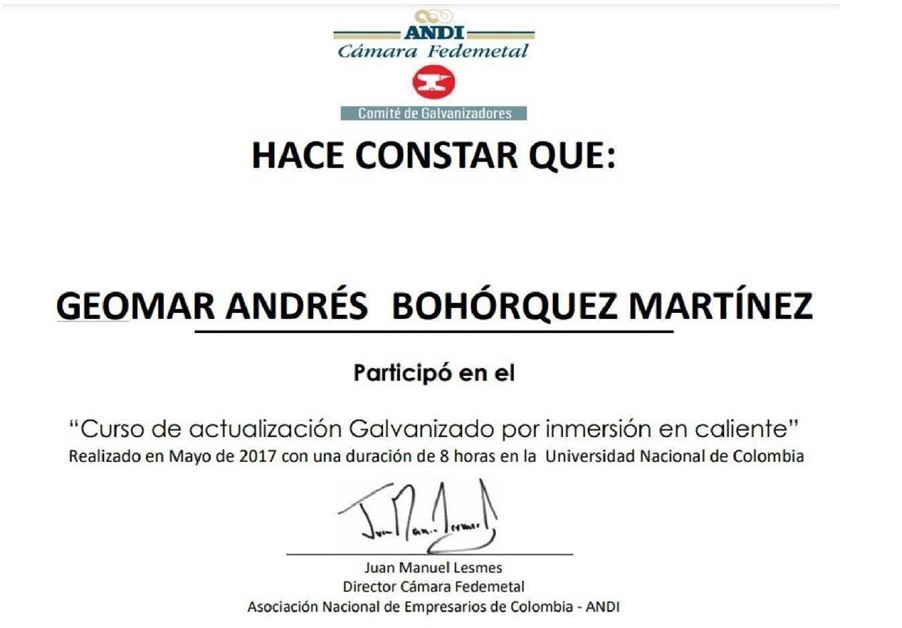 ANDI
Cámara Fedemetal
Comité de Galvanizadores
HACE CONSTAR QUE:
GEOMAR ANDRÉS BOHÓRQUEZ MARTÍNEZ
Participó en el
“Curso de actualización Galvanizado por inmersión en caliente”
Realizado en Mayo de 2017 con una duración de 8 horas en la Universidad Nacional de Colombia
Juan Manuel Lesmes
Juan Manuel Lesmes
Director Cámara Fedemetal
Asociación Nacional de Empresarios de Colombia - ANDI